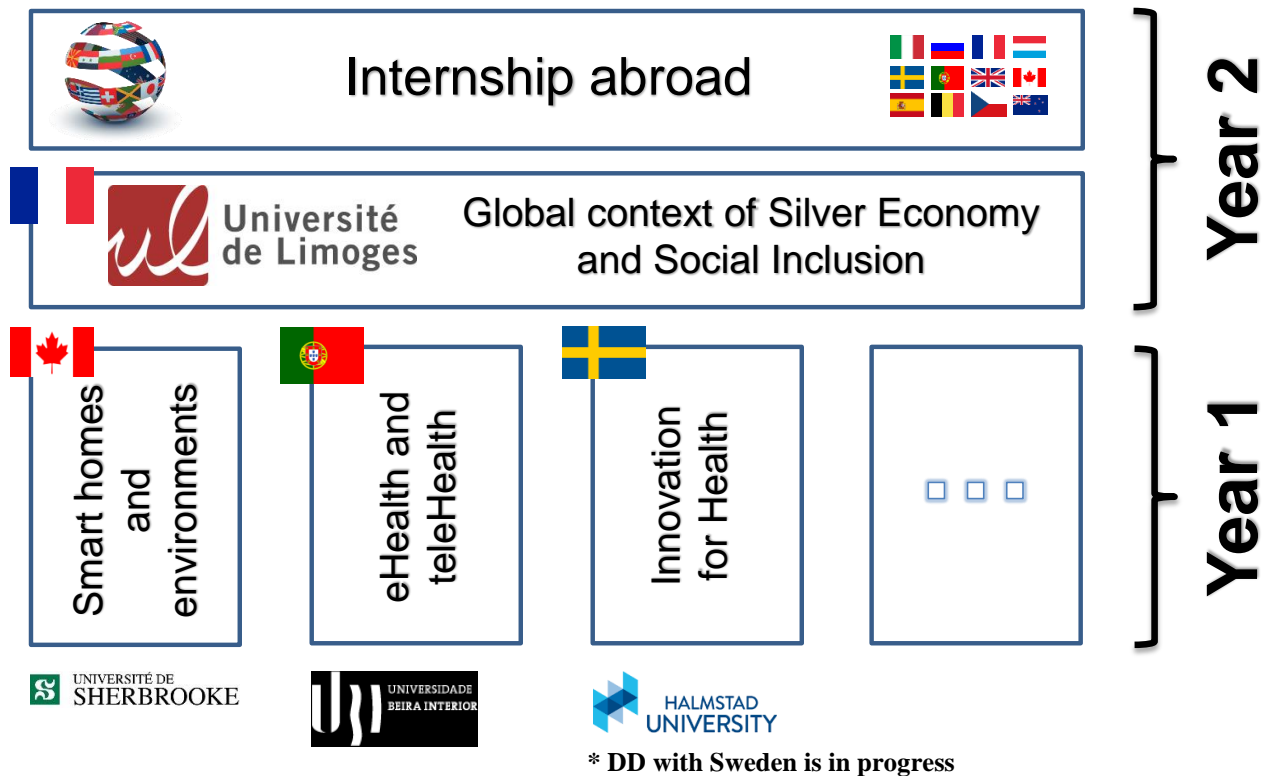 Internship abroad
Year 2
Université
de Limoges
Global context of Silver Economy
and Social Inclusion
Smart homes
and
environments
eHealth and
teleHealth
Innovation
for Health
Year 1
UNIVERSITÉ DE
SHERBROOKE
UNIVERSIDADE
BEIRA INTERIOR
HALMSTAD
UNIVERSITY
* DD with Sweden is in progress